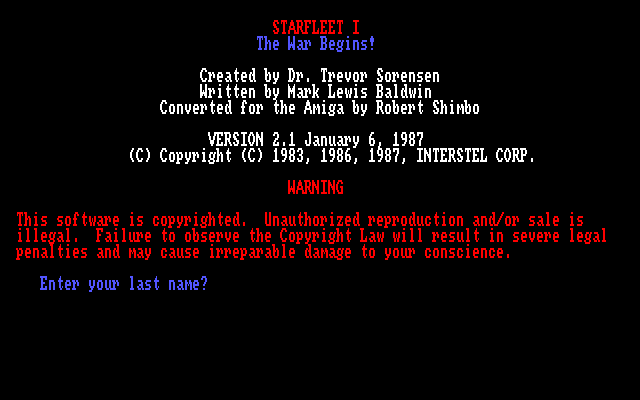 STARFLEET I
The War Begins!
Created by Dr. Trevor Sorensen
Written by Mark Lewis Baldwin
Converted for the Amiga by Robert Shimbo
VERSION 2.1 January 6, 1987
(C) Copyright (C) 1983, 1986, 1987, INTERSTEL CORP.
WARNING
This software is copyrighted.  Unauthorized reproduction and/or sale is
illegal.  Failure to observe the Copyright Law will result in severe legal
penalties and may cause irreparable damage to your conscience.
Enter your last name?